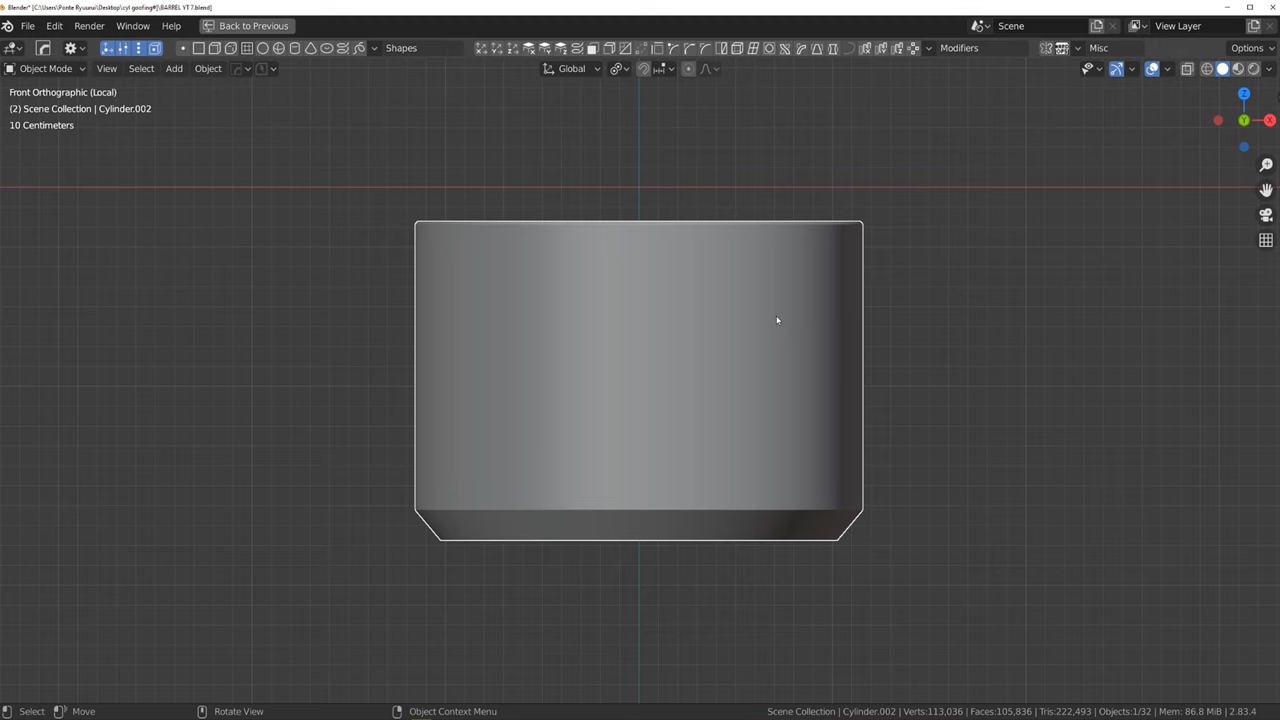 Blender* [C:\Users\Ponte Ryuurui\Desktop\cyl goofing#\BARREL YT 7.blend]
File Edit Render Window Help Back to Previous Scene View Layer
Shapes Modifiers Misc Options
Object Mode View Select Add Object Global
Front Orthographic (Local)
(2) Scene Collection | Cylinder.002
10 Centimeters
Z
Y
X
Select Move Rotate View Object Context Menu Scene Collection | Cylinder.002 | Verts:113,036 | Faces:105,836 | Tris:222,493 | Objects:1/32 | Mem: 86.8 MiB | 2.83.4